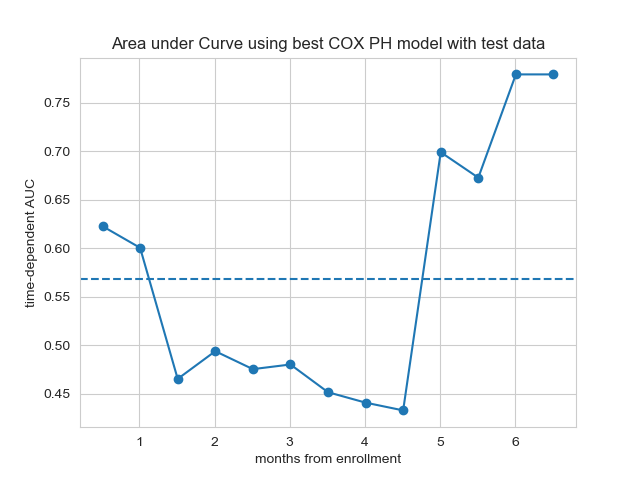 Area under Curve using best COX PH model with test data
time-dependent AUC
0.75
0.70
0.65
0.60
0.55
0.50
0.45
1 2 3 4 5 6
months from enrollment